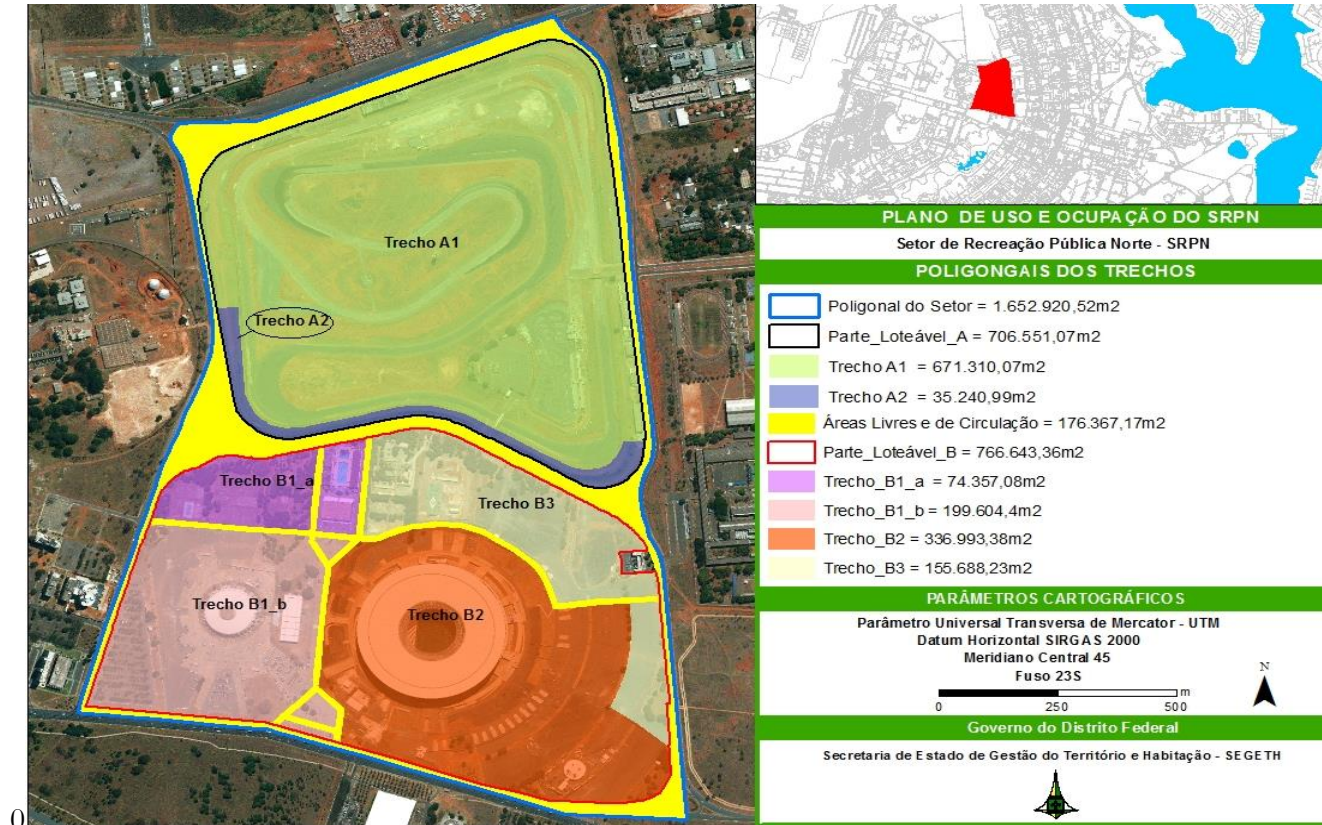 PLANO DE USO E OCUPAÇÃO DO SRPN
Setor de Recreação Pública Norte - SRPN
POLIGONGAIS DOS TRECHOS
Poligonal do Setor = 1.652.920,52m2
Parte_Loteável_A = 706.551,07m2
Trecho A1 = 671.310,07m2
Trecho A2 = 35.240,99m2
Áreas Livres e de Circulação = 176.367,17m2
Parte_Loteável_B = 766.643,36m2
Trecho_B1_a = 74.357,08m2
Trecho_B1_b = 199.604,4m2
Trecho_B2 = 336.993,38m2
Trecho_B3 = 155.688,23m2
PARÂMETROS CARTOGRÁFICOS
Parâmetro Universal Transversa de Mercator - UTM
Datum Horizontal SIRGAS 2000
Meridiano Central 45
Fuso 23S
N
m
0 250 500
Governo do Distrito Federal
Secretaria de Estado de Gestão do Território e Habitação - SEGETH
Trecho A1
Trecho A2
Trecho B1_a
Trecho B3
Trecho B1_b
Trecho B2
0